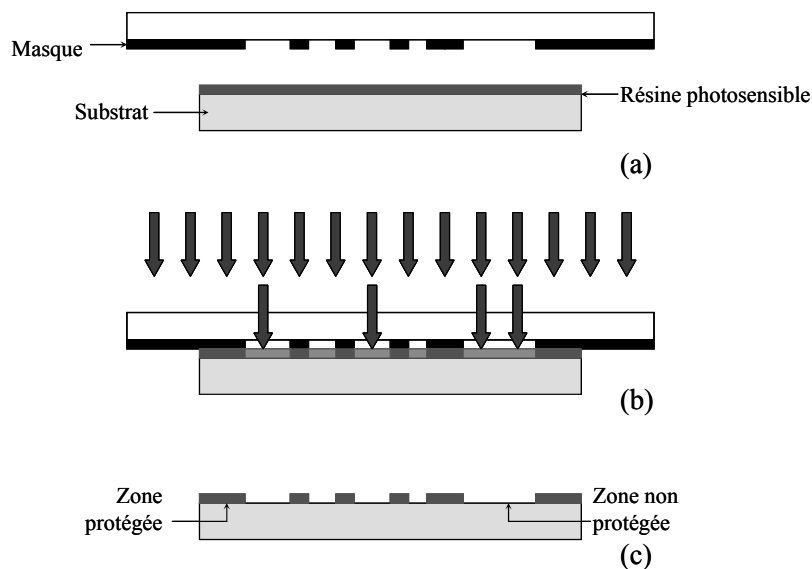 Masque
Résine photosensible
Substrat
(a)
(b)
Zone
protégée
Zone non
protégée
(c)